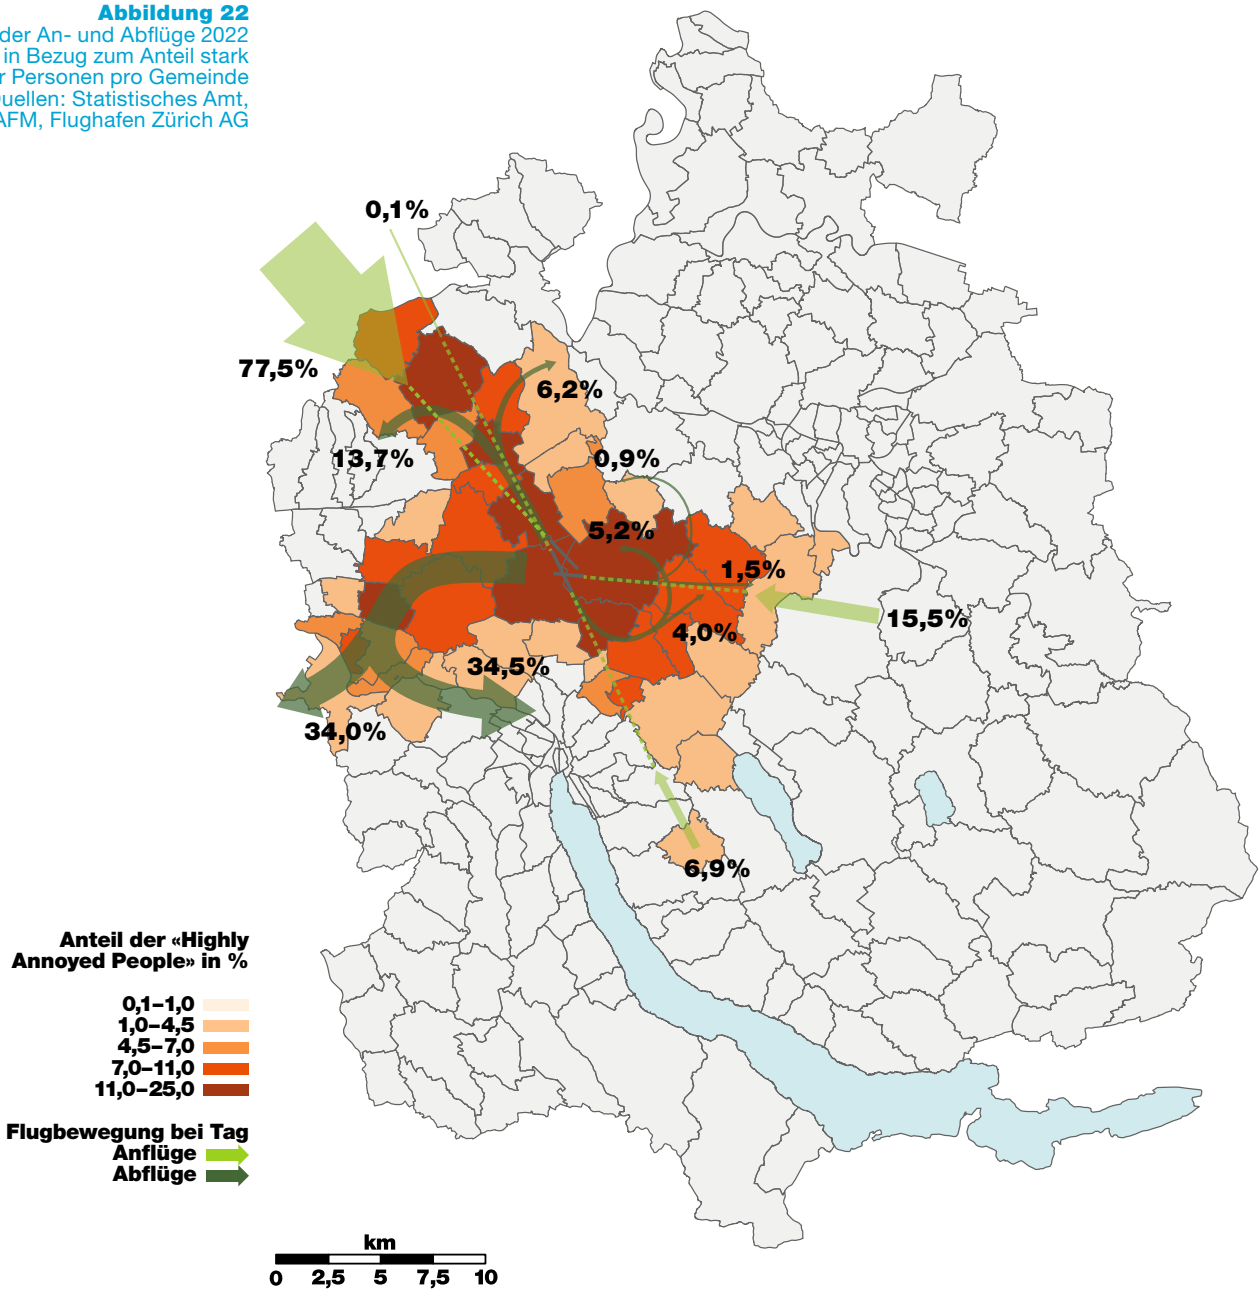 Abbildung 22
der An- und Abflüge 2022
in Bezug zum Anteil stark
Personen pro Gemeinde
Statistisches Amt,
AFM, Flughafen Zürich AG
0,1%
77,5%
6,2%
13,7%
0,9%
5,2%
1,5%
15,5%
4,0%
34,5%
34,0%
6,9%
Anteil der «Highly
Annoyed People» in %
0,1–1,0
1,0–4,5
4,5–7,0
7,0–11,0
11,0–25,0
Flugbewegung bei Tag
Anflüge
Abflüge
km
0 2,5 5 7,5 10